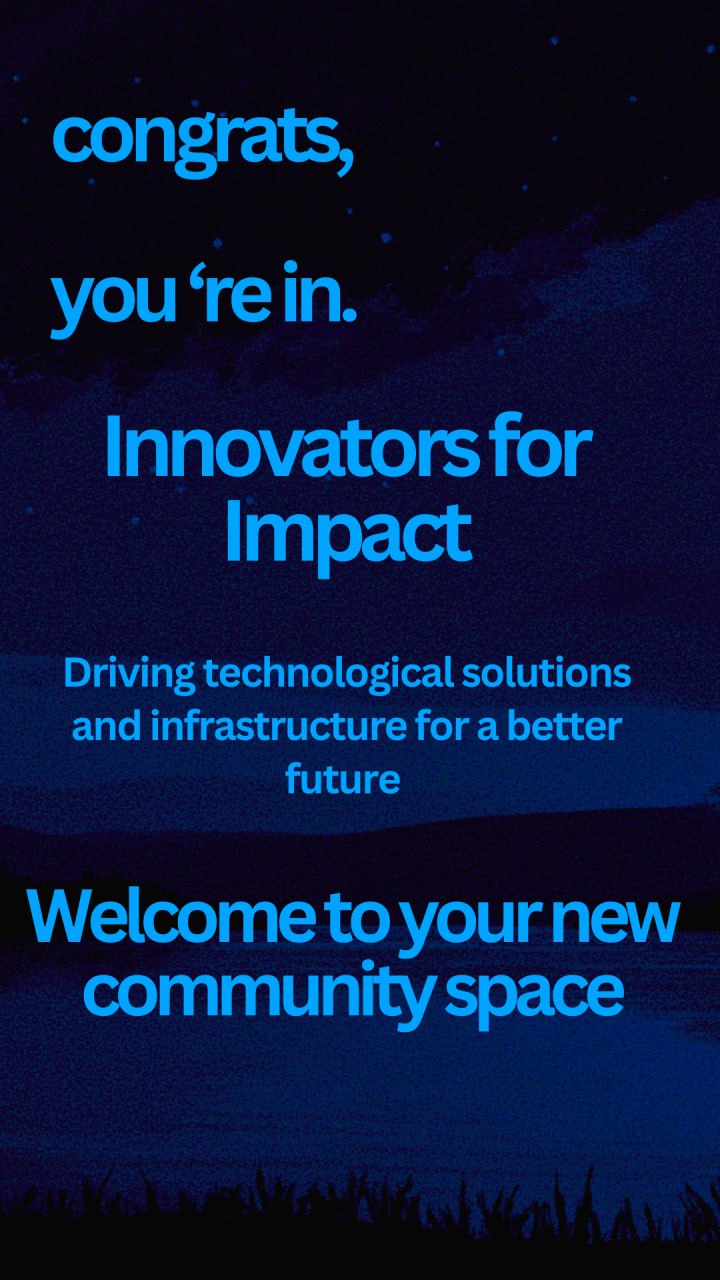 congrats,
you ‘re in.
Innovators for
Impact
Driving technological solutions
and infrastructure for a better
future
Welcome to your new
community space